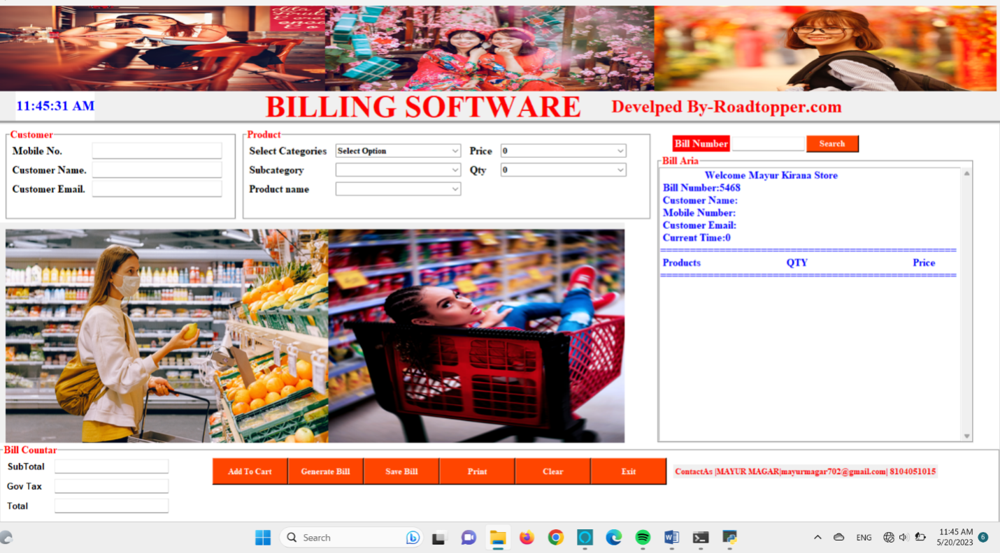 11:45:31 AM
BILLING SOFTWARE
Develped By-Roadtopper.com
Customer
Mobile No.
Customer Name.
Customer Email.
Product
Select Categories
Select Option
Price
0
Subcategory
Qty
0
Product name
Bill Number
Search
Bill Aria
Welcome Mayur Kirana Store
Bill Number:5468
Customer Name:
Mobile Number:
Customer Email:
Current Time:0
Products QTY Price
Bill Countar
SubTotal
Gov Tax
Total
Add To Cart
Generate Bill
Save Bill
Print
Clear
Exit
ContactAs |MAYUR MAGAR|mayurmagar702@gmail.com| 8104051015
Search
ENG
11:45 AM
5/20/2023
6